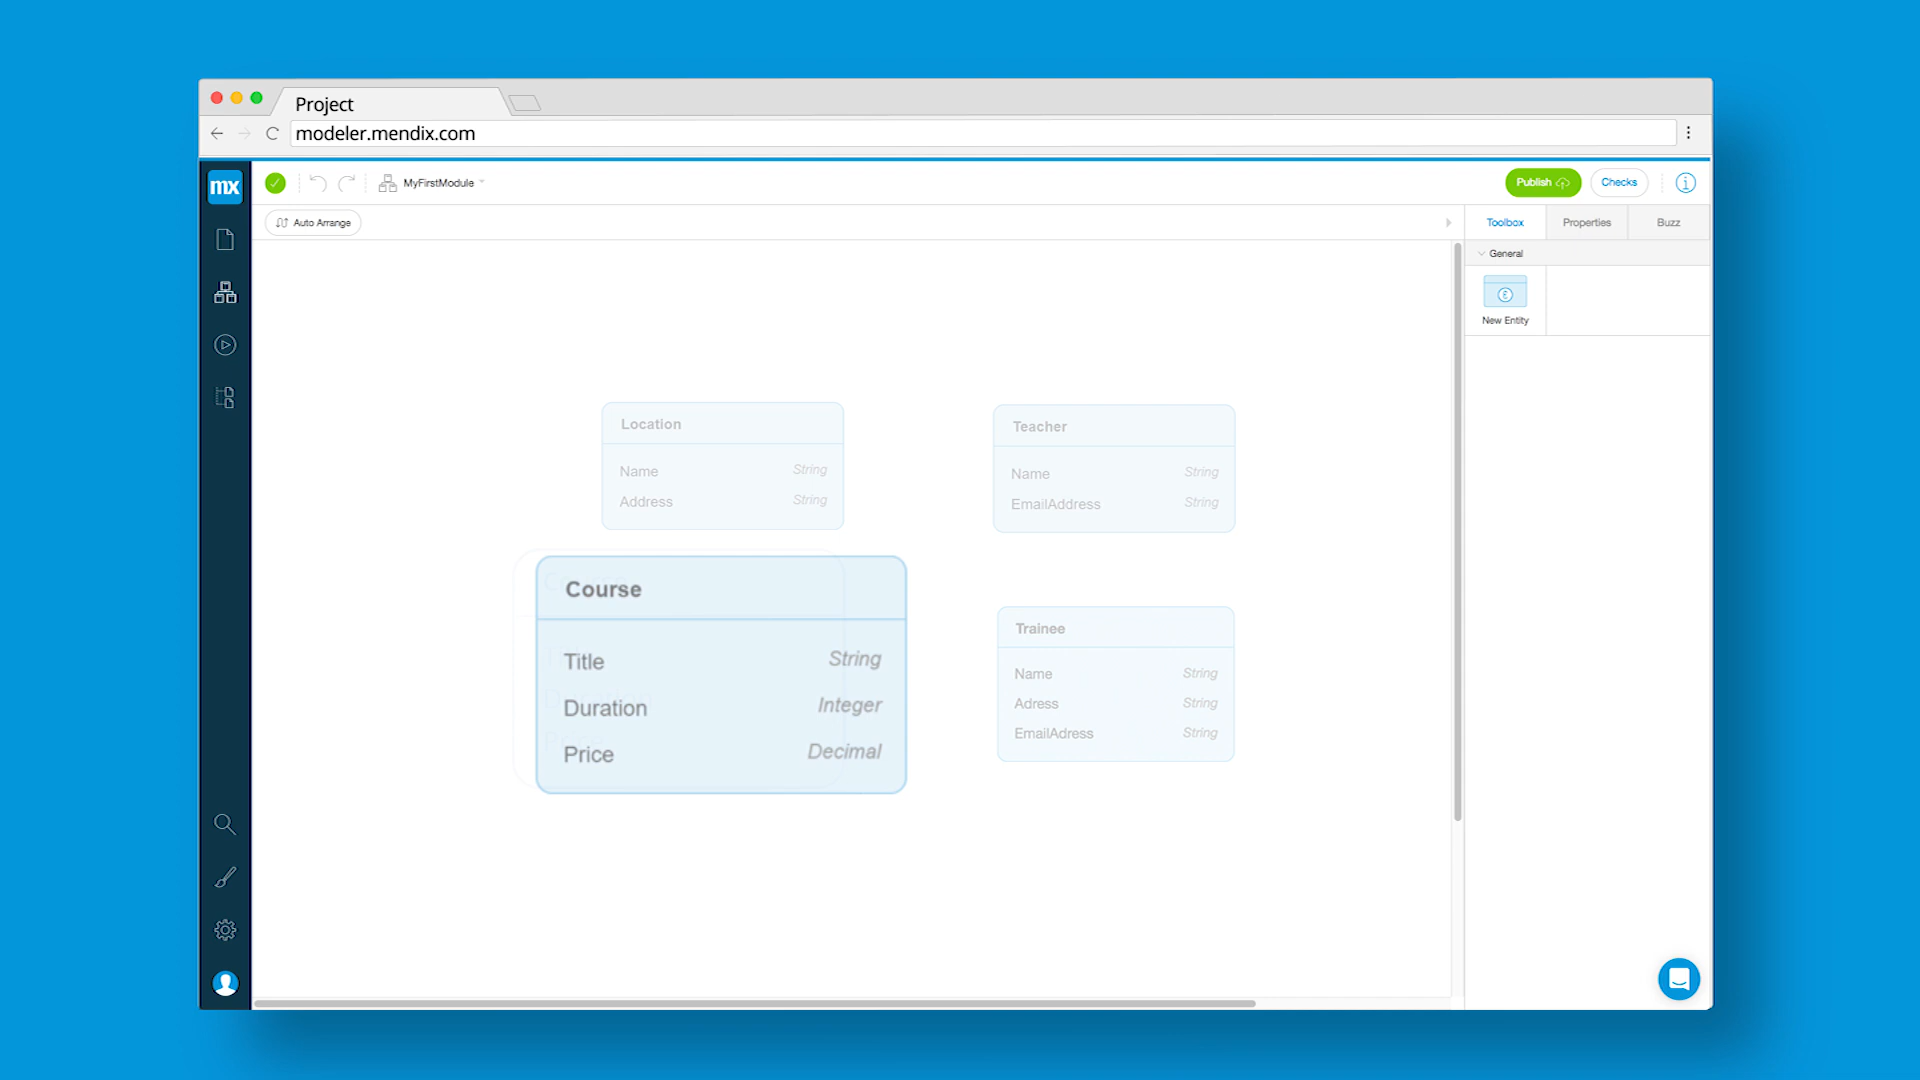 Project
modeler.mendix.com
mx
MyFirstModule
Publish
Checks
Auto Arrange
Toolbox
Properties
Buzz
General
New Entity
Location
Name String
Address String
Teacher
Name String
EmailAddress String
Course
Title String
Duration Integer
Price Decimal
Trainee
Name String
Adress String
EmailAdress String